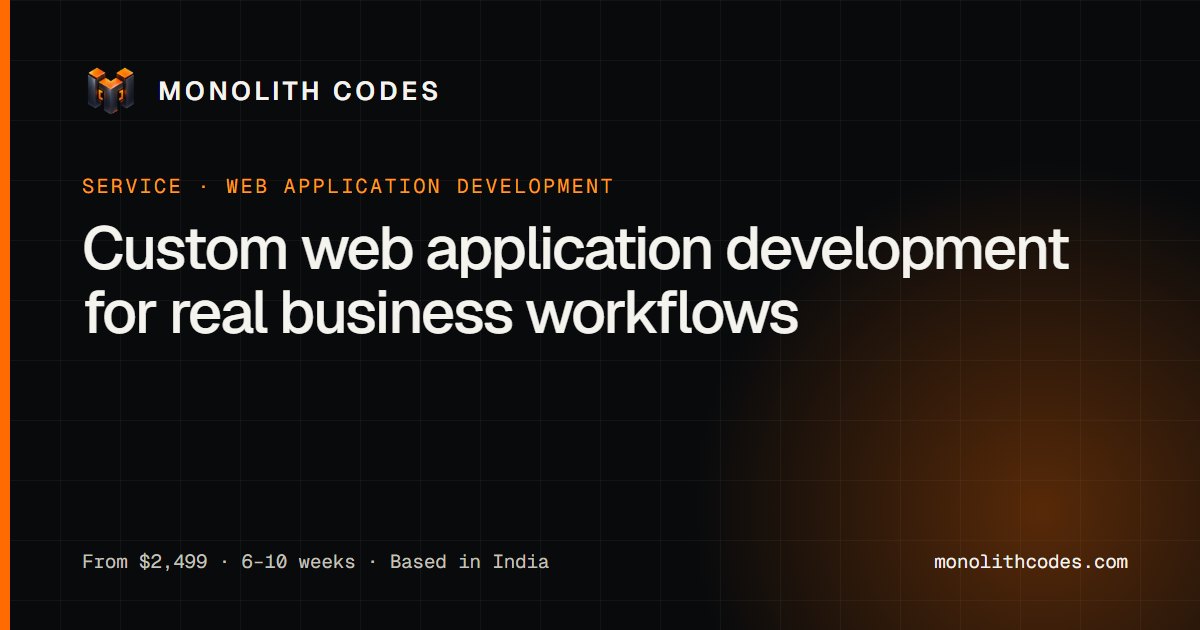 MONOLITH CODES
SERVICE · WEB APPLICATION DEVELOPMENT
Custom web application development
for real business workflows
From $2,499 · 6–10 weeks · Based in India
monolithcodes.com